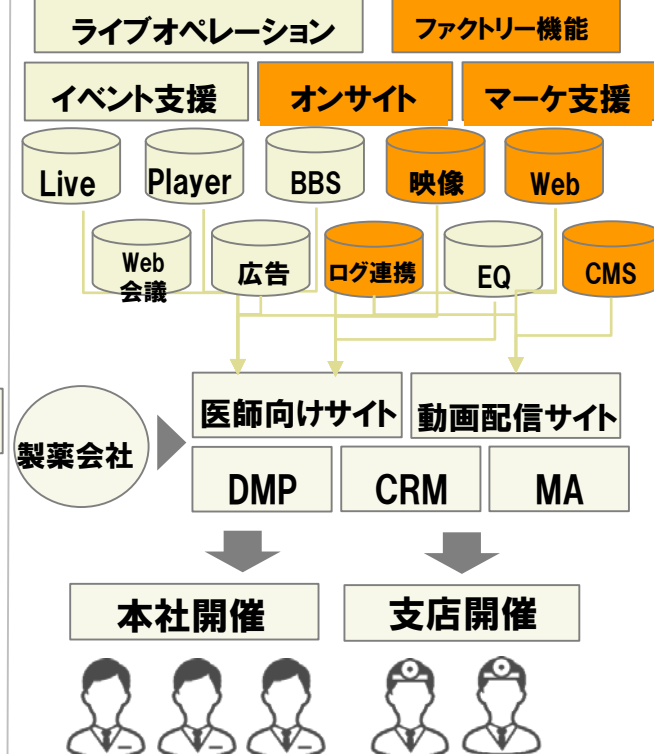 ライブオペレーション
ファクトリー機能
イベント支援
オンサイト
マーケ支援
Live
Player
BBS
映像
Web
Web
会議
広告
ログ連携
EQ
CMS
医師向けサイト
動画配信サイト
製薬会社
DMP
CRM
MA
本社開催
支店開催